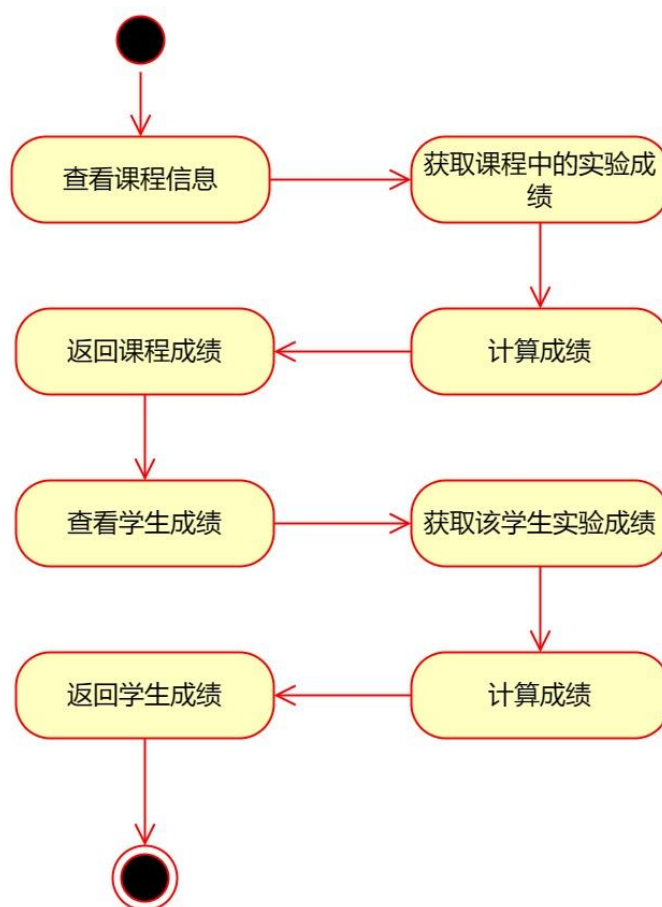 查看课程信息
获取课程中的实验成
绩
返回课程成绩
计算成绩
查看学生成绩
获取该学生实验成绩
返回学生成绩
计算成绩